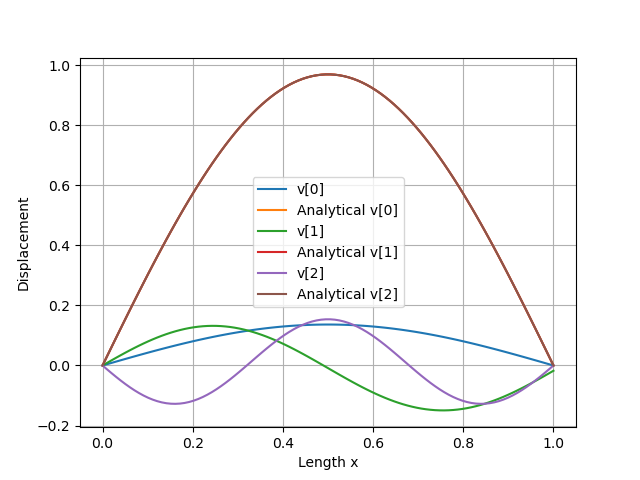 1.0
0.8
0.6
0.4
0.2
0.0
−0.2
Displacement
v[0]
Analytical v[0]
v[1]
Analytical v[1]
v[2]
Analytical v[2]
0.0 0.2 0.4 0.6 0.8 1.0
Length x